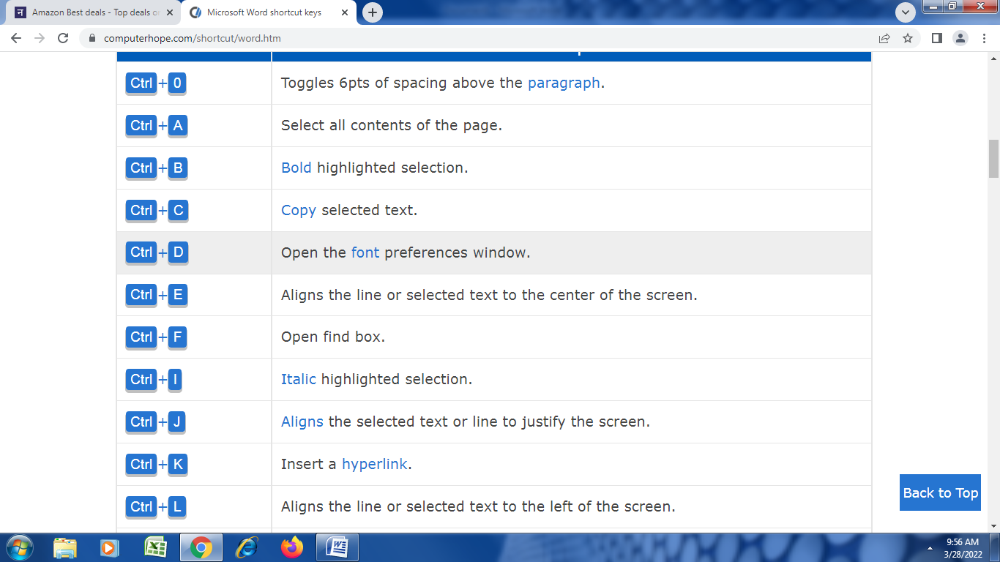 न Amazon Best deals - Top deals or
Microsoft Word shortcut keys
computerhope.com/shortcut/word.htm
Ctrl + 0 Toggles 6pts of spacing above the paragraph.
Ctrl + A Select all contents of the page.
Ctrl + B Bold highlighted selection.
Ctrl + C Copy selected text.
Ctrl + D Open the font preferences window.
Ctrl + E Aligns the line or selected text to the center of the screen.
Ctrl + F Open find box.
Ctrl + I Italic highlighted selection.
Ctrl + J Aligns the selected text or line to justify the screen.
Ctrl + K Insert a hyperlink.
Ctrl + L Aligns the line or selected text to the left of the screen.
Back to Top
9:56 AM
3/28/2022